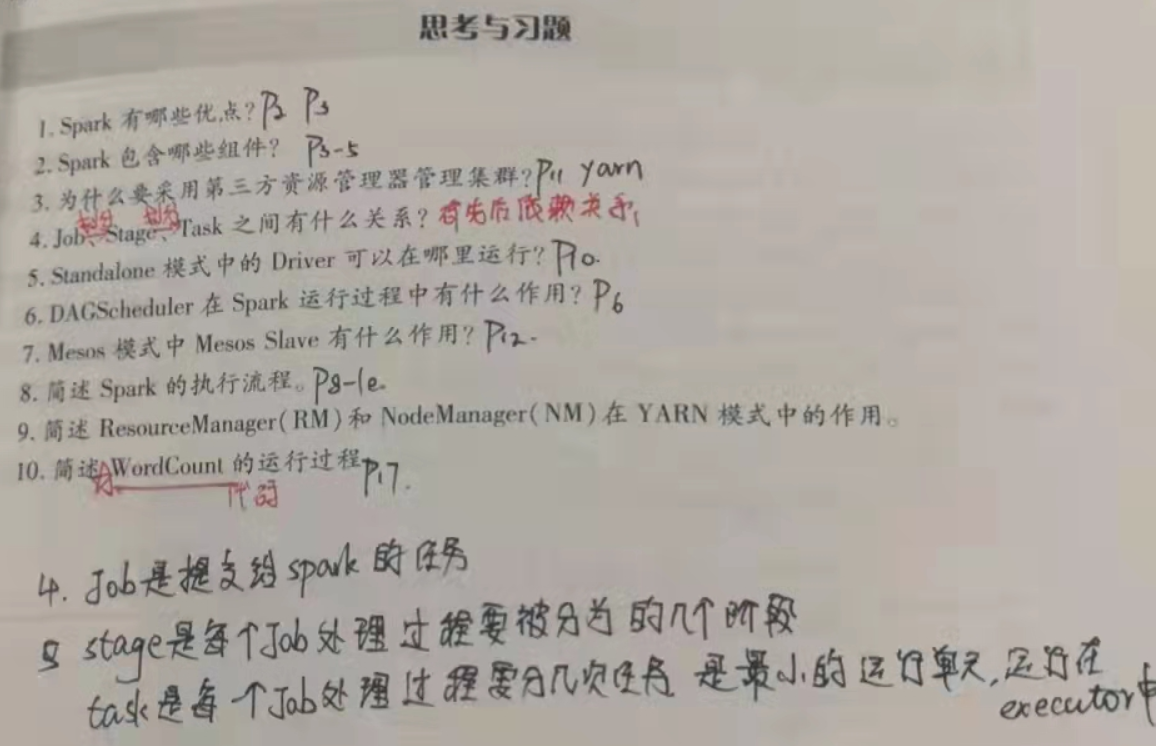 思考与习题
1. Spark 有哪些优点? P2 P3
2. Spark 包含哪些组件? P3-5
3. 为什么要采用第三方资源管理器管理集群? P11 yarn
划分 划分
4. Job、Stage、Task 之间有什么关系? 有先后依赖关系
5. Standalone 模式中的 Driver 可以在哪里运行? P10.
6. DAGScheduler 在 Spark 运行过程中有什么作用? P6
7. Mesos 模式中 Mesos Slave 有什么作用? P12.
8. 简述 Spark 的执行流程。P8-10.
9. 简述 ResourceManager(RM)和 NodeManager(NM)在 YARN 模式中的作用。
10. 简述 WordCount 的运行过程 P17.
代码
4. Job是提交给spark的任务
stage是每个Job处理过程要被分为的几个阶段
task是每个Job处理过程要分几次任务 是最小的运行单元,运行在
executor中